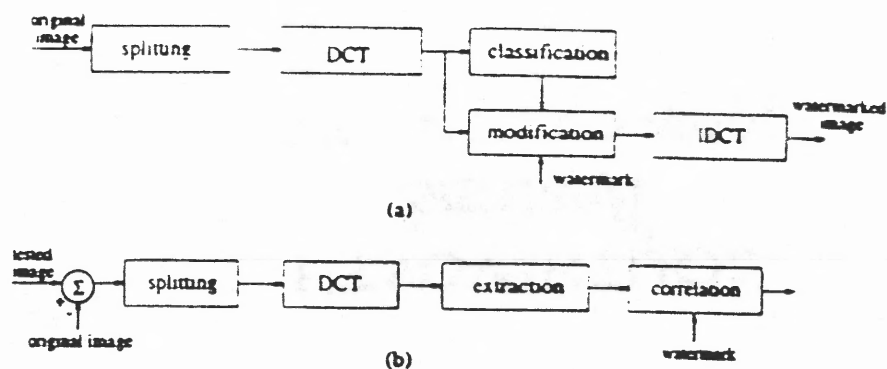 original
image
splitting
DCT
classification
modification
IDCT
watermarked
image
watermark
(a)
tested
image
+
-
Σ
splitting
DCT
extraction
correlation
original image
watermark
(b)